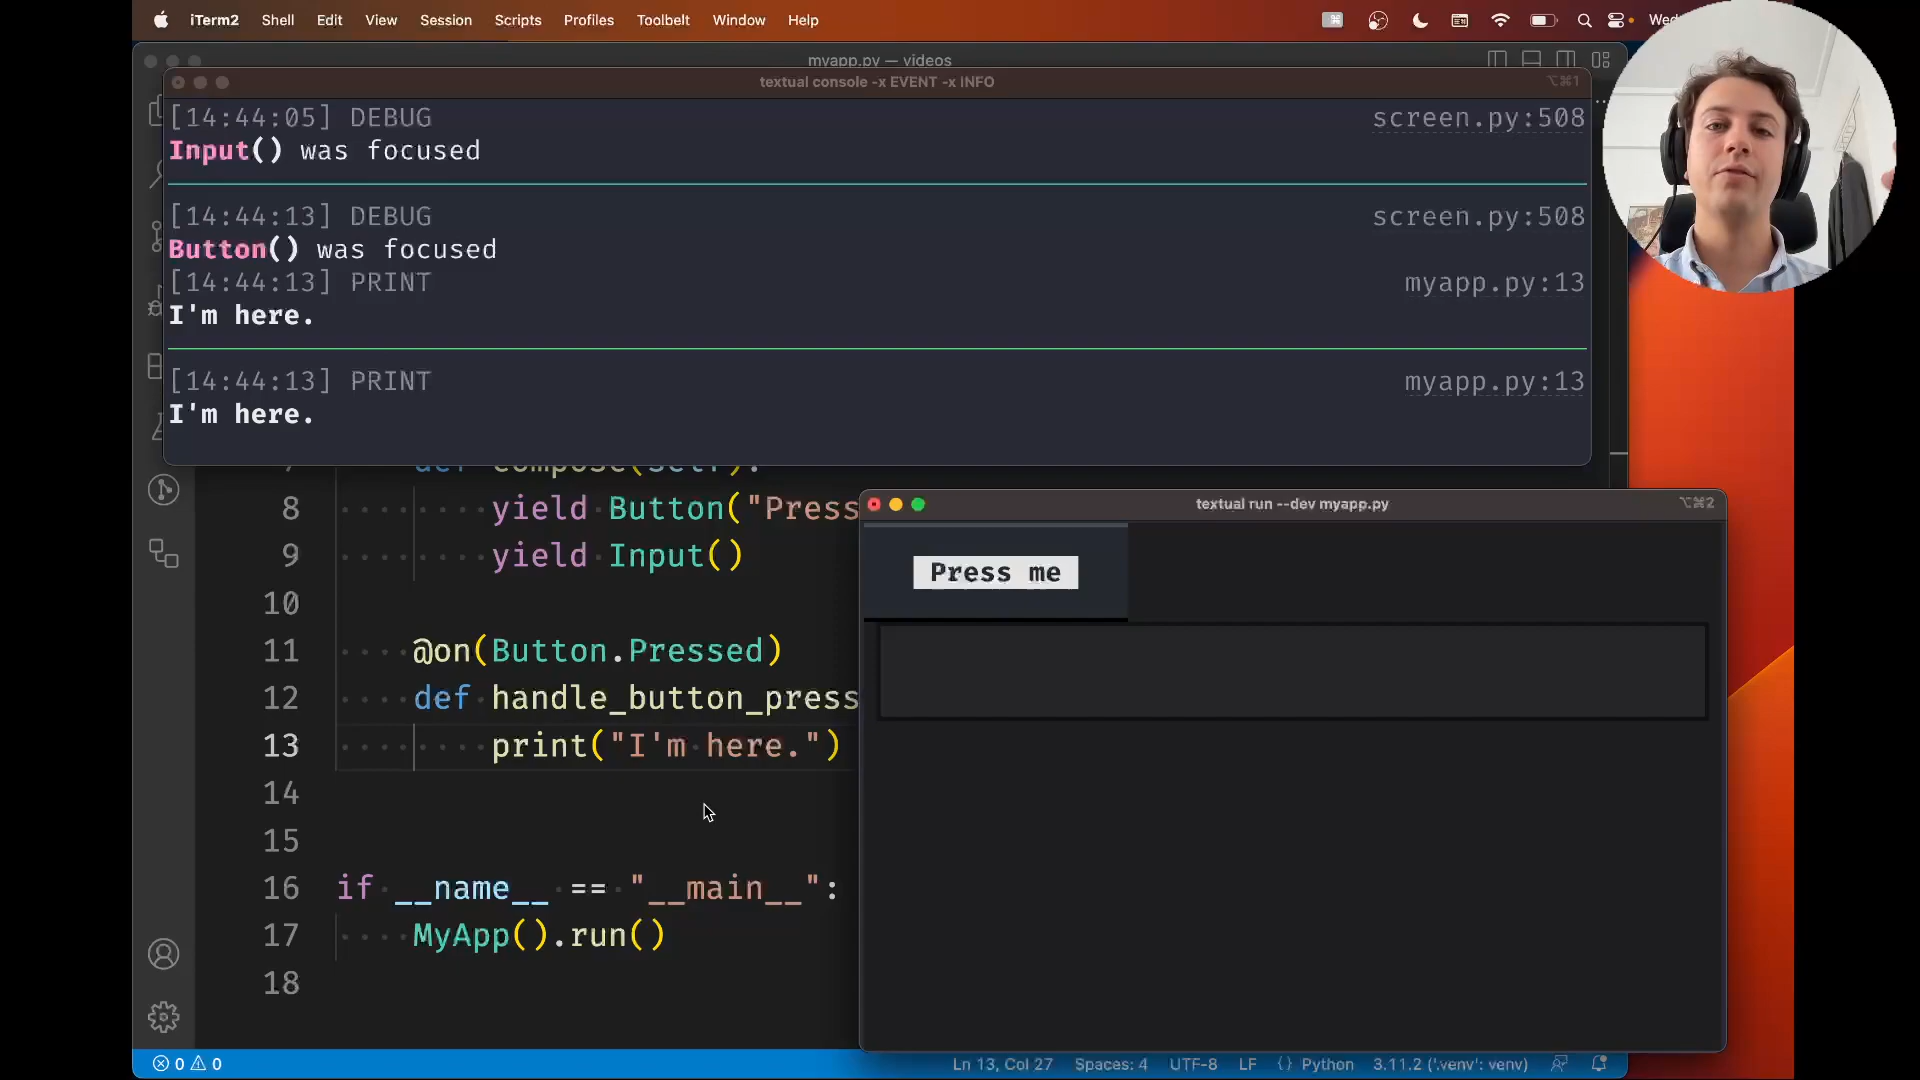 iTerm2 Shell Edit View Session Scripts Profiles Toolbelt Window Help Wed
myapp.py — videos
textual console -x EVENT -x INFO ⌥⌘1
[14:44:05] DEBUG screen.py:508
Input() was focused
[14:44:13] DEBUG screen.py:508
Button() was focused
[14:44:13] PRINT myapp.py:13
I'm here.
[14:44:13] PRINT myapp.py:13
I'm here.
7 def compose(self):
8 yield Button("Press
9 yield Input()
10
11 @on(Button.Pressed)
12 def handle_button_press
13 print("I'm here.")
14
15
16 if __name__ == "__main__":
17 MyApp().run()
18
textual run --dev myapp.py ⌥⌘2
Press me
0 0 Ln 13, Col 27 Spaces: 4 UTF-8 LF {} Python 3.11.2 ('.venv': venv)